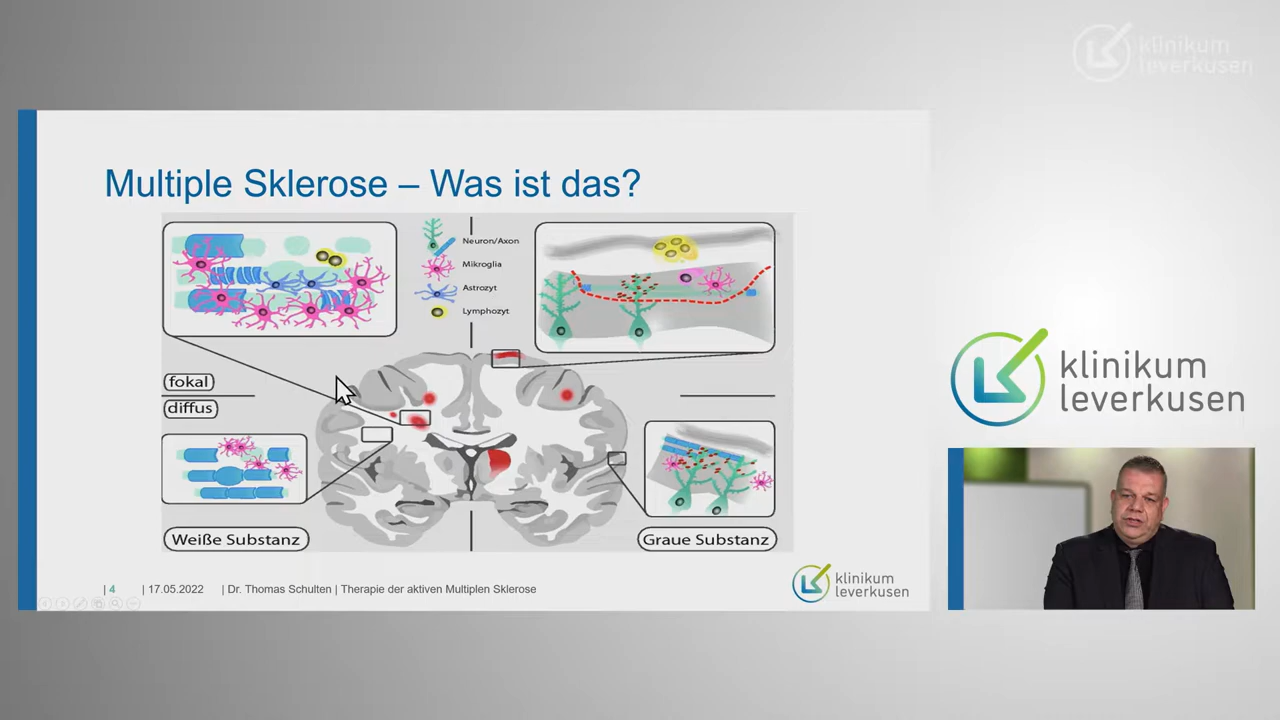 klinikum
leverkusen
Multiple Sklerose – Was ist das?
Neuron/Axon
Mikroglia
Astrozyt
Lymphozyt
fokal
diffus
Weiße Substanz
Graue Substanz
| 4 | 17.05.2022 | Dr. Thomas Schulten | Therapie der aktiven Multiplen Sklerose
klinikum
leverkusen
klinikum
leverkusen